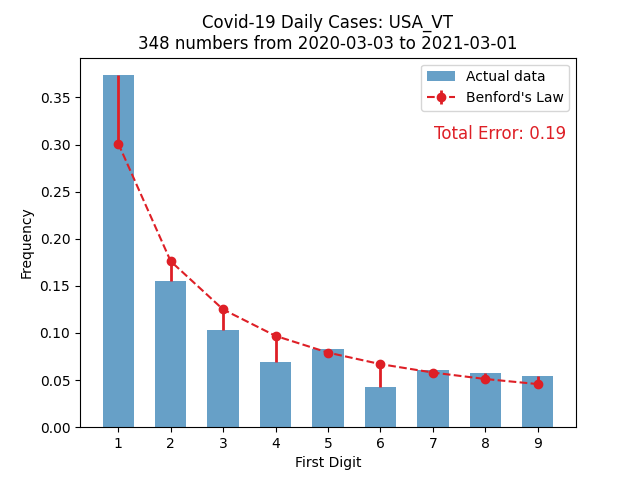 Covid-19 Daily Cases: USA_VT
348 numbers from 2020-03-03 to 2021-03-01
Actual data
Benford's Law
Total Error: 0.19
Frequency
0.35
0.30
0.25
0.20
0.15
0.10
0.05
0.00
1 2 3 4 5 6 7 8 9
First Digit